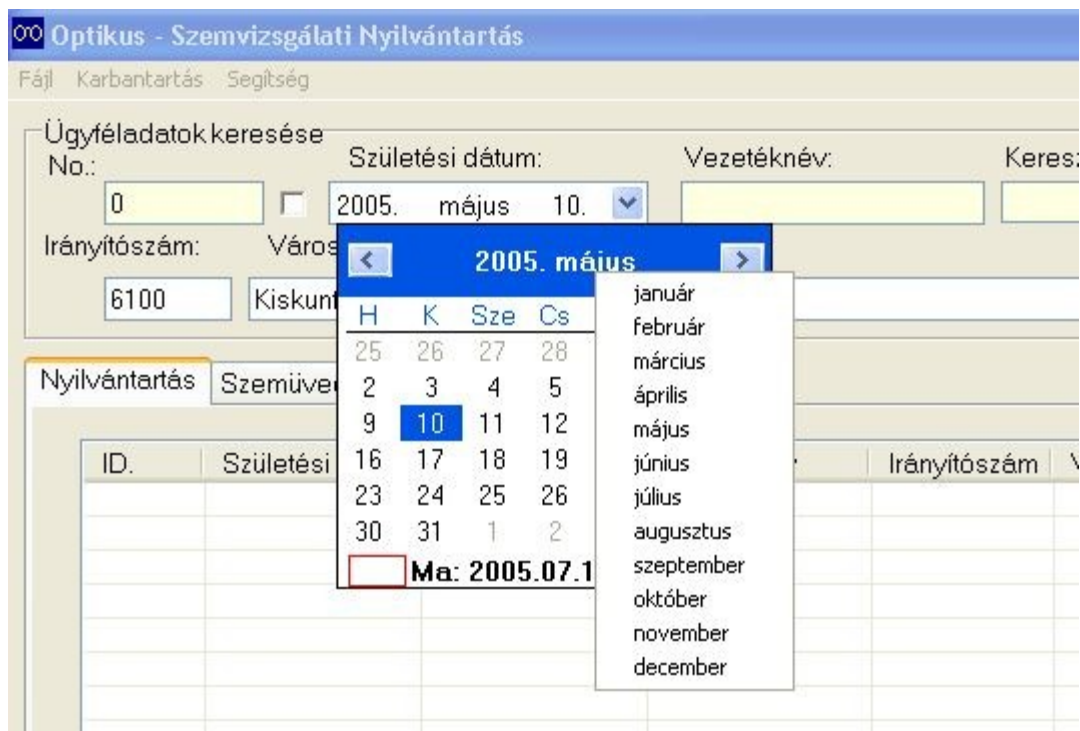 Optikus - Szemvizsgálati Nyilvántartás
Fájl Karbantartás Segítség
Ügyféladatok keresése
No.: Születési dátum: Vezetéknév:
0 2005. május 10.
Irányítószám:
6100
2005. május
H K Sze Cs
25 26 27 28
2 3 4 5
9 10 11 12
16 17 18 19
23 24 25 26
30 31 1 2
Ma: 2005.07.1
január
február
március
április
május
június
július
augusztus
szeptember
október
november
december
Nyilvántartás
ID. Születési Irányítószám